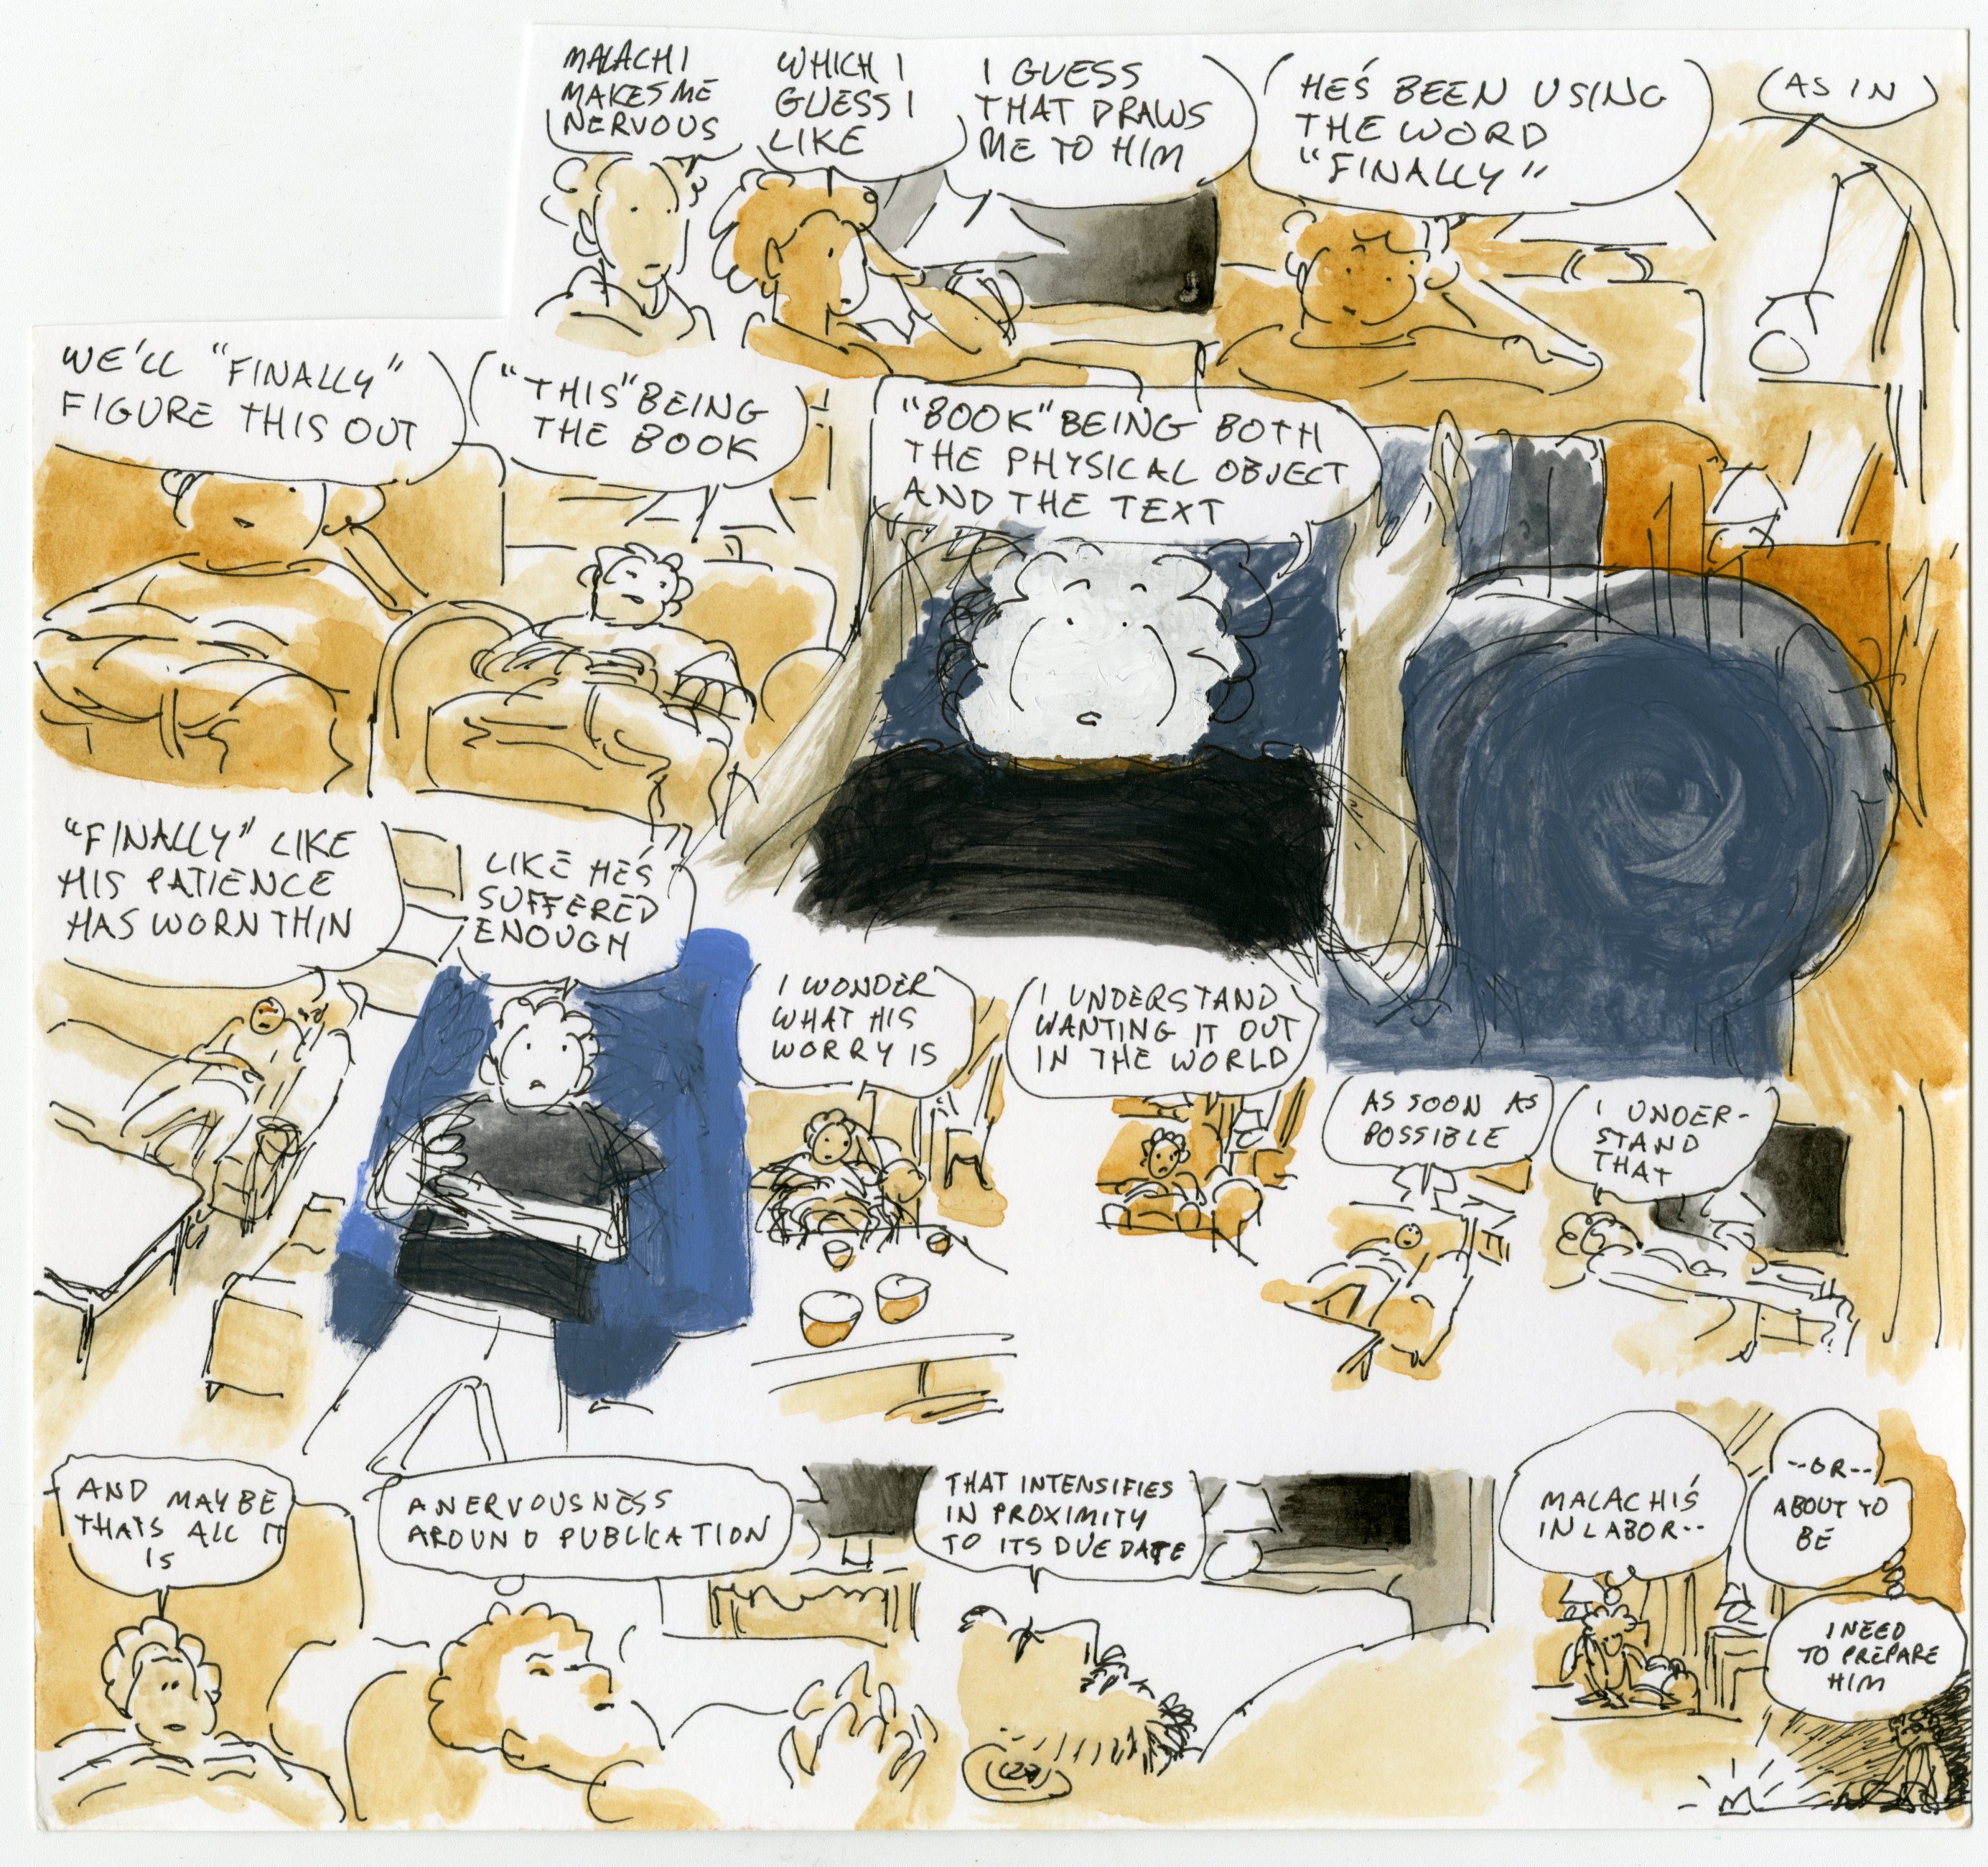 MALACHI
MAKES ME
NERVOUS
WHICH I
GUESS I
LIKE
I GUESS
THAT DRAWS
ME TO HIM
HE'S BEEN USING
THE WORD
"FINALLY"
AS IN
WE'LL "FINALLY"
FIGURE THIS OUT
"THIS" BEING
THE BOOK
"BOOK" BEING BOTH
THE PHYSICAL OBJECT
AND THE TEXT
"FINALLY" LIKE
HIS PATIENCE
HAS WORN THIN
LIKE HE'S
SUFFERED
ENOUGH
I WONDER
WHAT HIS
WORRY IS
I UNDERSTAND
WANTING IT OUT
IN THE WORLD
AS SOON AS
POSSIBLE
I UNDER-
STAND
THAT
AND MAYBE
THATS ALL IT
IS
A NERVOUSNESS
AROUND PUBLICATION
THAT INTENSIFIES
IN PROXIMITY
TO ITS DUE DATE
MALACHI'S
IN LABOR--
--OR--
ABOUT TO
BE
I NEED
TO PREPARE
HIM